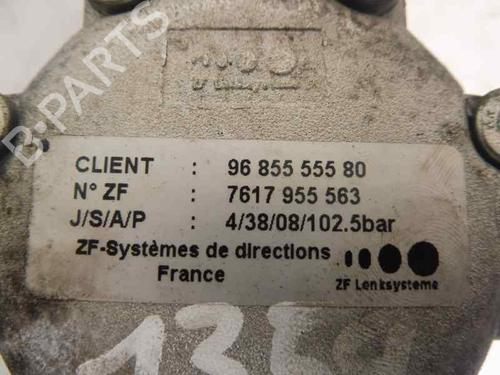 B-PARTS
CLIENT : 96 855 555 80
N° ZF : 7617 955 563
J/S/A/P : 4/38/08/102.5bar
ZF-Systèmes de directions
France
ZF Lenksysteme